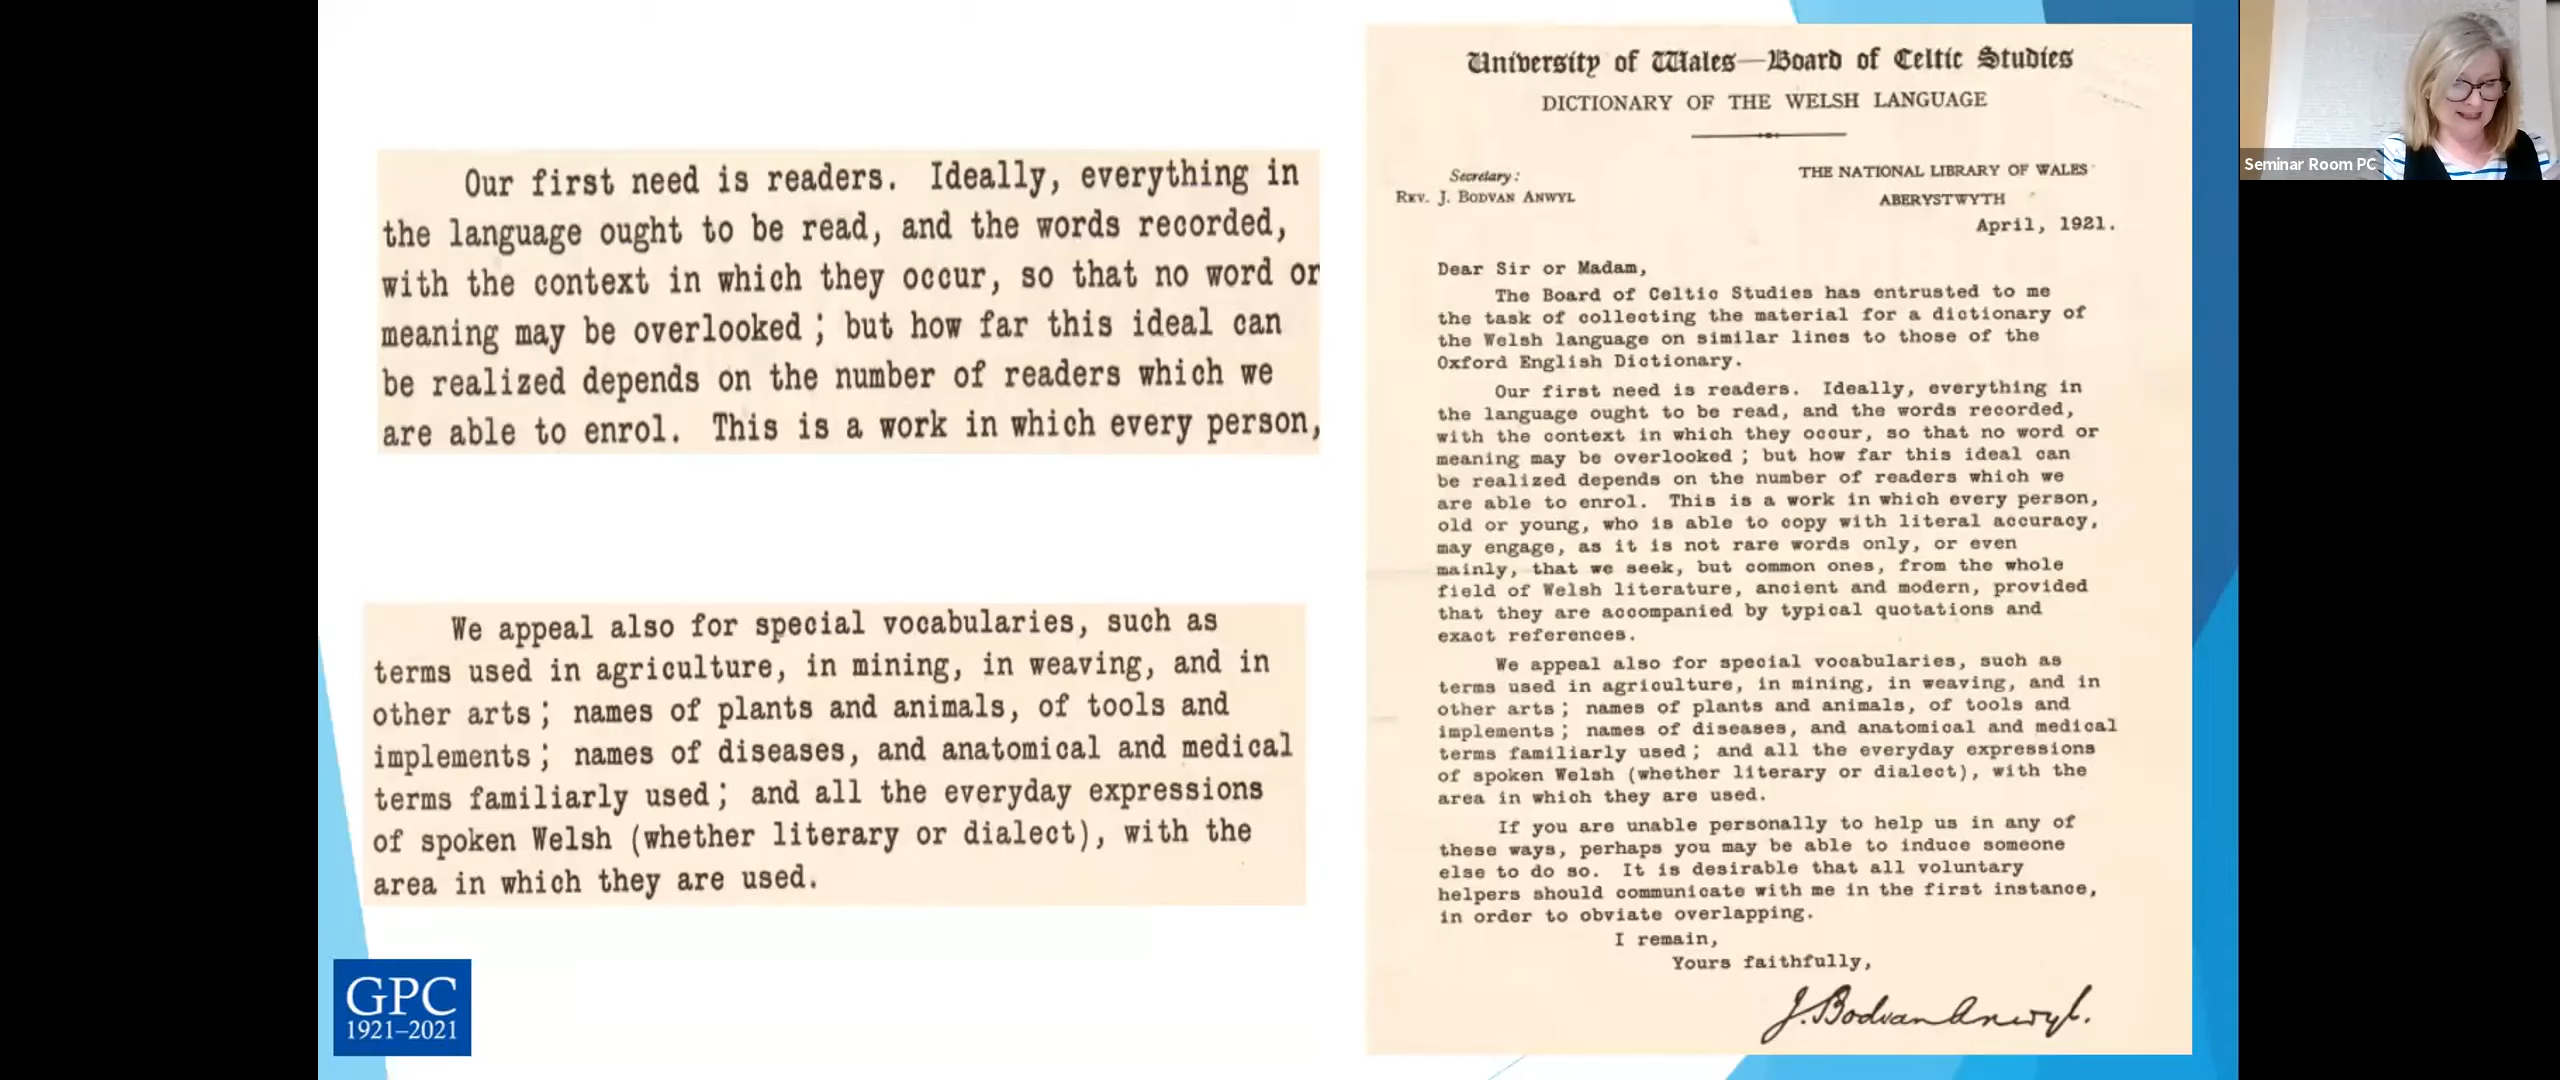 Our first need is readers. Ideally, everything in
the language ought to be read, and the words recorded,
with the context in which they occur, so that no word or
meaning may be overlooked; but how far this ideal can
be realized depends on the number of readers which we
are able to enrol. This is a work in which every person,
We appeal also for special vocabularies, such as
terms used in agriculture, in mining, in weaving, and in
other arts; names of plants and animals, of tools and
implements; names of diseases, and anatomical and medical
terms familiarly used; and all the everyday expressions
of spoken Welsh (whether literary or dialect), with the
area in which they are used.
GPC
1921–2021
University of Wales—Board of Celtic Studies
DICTIONARY OF THE WELSH LANGUAGE
Secretary:
REV. J. BODVAN ANWYL
THE NATIONAL LIBRARY OF WALES
ABERYSTWYTH
April, 1921.
Dear Sir or Madam,
The Board of Celtic Studies has entrusted to me
the task of collecting the material for a dictionary of
the Welsh language on similar lines to those of the
Oxford English Dictionary.
Our first need is readers. Ideally, everything in
the language ought to be read, and the words recorded,
with the context in which they occur, so that no word or
meaning may be overlooked; but how far this ideal can
be realized depends on the number of readers which we
are able to enrol. This is a work in which every person,
old or young, who is able to copy with literal accuracy,
may engage, as it is not rare words only, or even
mainly, that we seek, but common ones, from the whole
field of Welsh literature, ancient and modern, provided
that they are accompanied by typical quotations and
exact references.
We appeal also for special vocabularies, such as
terms used in agriculture, in mining, in weaving, and in
other arts; names of plants and animals, of tools and
implements; names of diseases, and anatomical and medical
terms familiarly used; and all the everyday expressions
of spoken Welsh (whether literary or dialect), with the
area in which they are used.
If you are unable personally to help us in any of
these ways, perhaps you may be able to induce someone
else to do so. It is desirable that all voluntary
helpers should communicate with me in the first instance,
in order to obviate overlapping.
I remain,
Yours faithfully,
J. Bodvan Anwyl.
Seminar Room PC